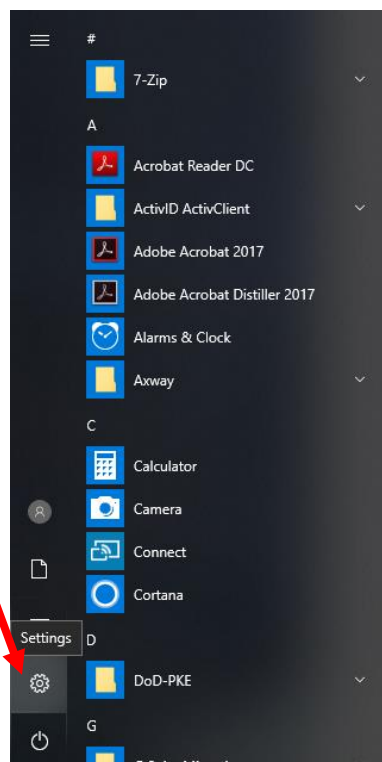 #
7-Zip
A
Acrobat Reader DC
ActivID ActivClient
Adobe Acrobat 2017
Adobe Acrobat Distiller 2017
Alarms & Clock
Axway
C
Calculator
Camera
Connect
Cortana
Settings
D
DoD-PKE
G